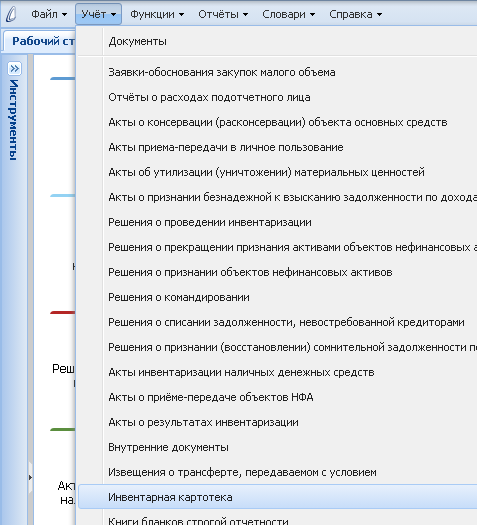 Файл Учёт Функции Отчёты Словари Справка
Рабочий ст
Инструменты
Документы
Заявки-обоснования закупок малого объема
Отчёты о расходах подотчетного лица
Акты о консервации (расконсервации) объекта основных средств
Акты приема-передачи в личное пользование
Акты об утилизации (уничтожении) материальных ценностей
Акты о признании безнадежной к взысканию задолженности по дохода
Решения о проведении инвентаризации
Решения о прекращении признания активами объектов нефинансовых а
Решения о признании объектов нефинансовых активов
Решения о командировании
Решения о списании задолженности, невостребованной кредиторами
Решения о признании (восстановлении) сомнительной задолженности п
Реш
Акты инвентаризации наличных денежных средств
Акты о приёме-передаче объектов НФА
Акты о результатах инвентаризации
Внутренние документы
Извещения о трансферте, передаваемом с условием
Ак
на
Инвентарная картотека
Книги бланков строгой отчетности